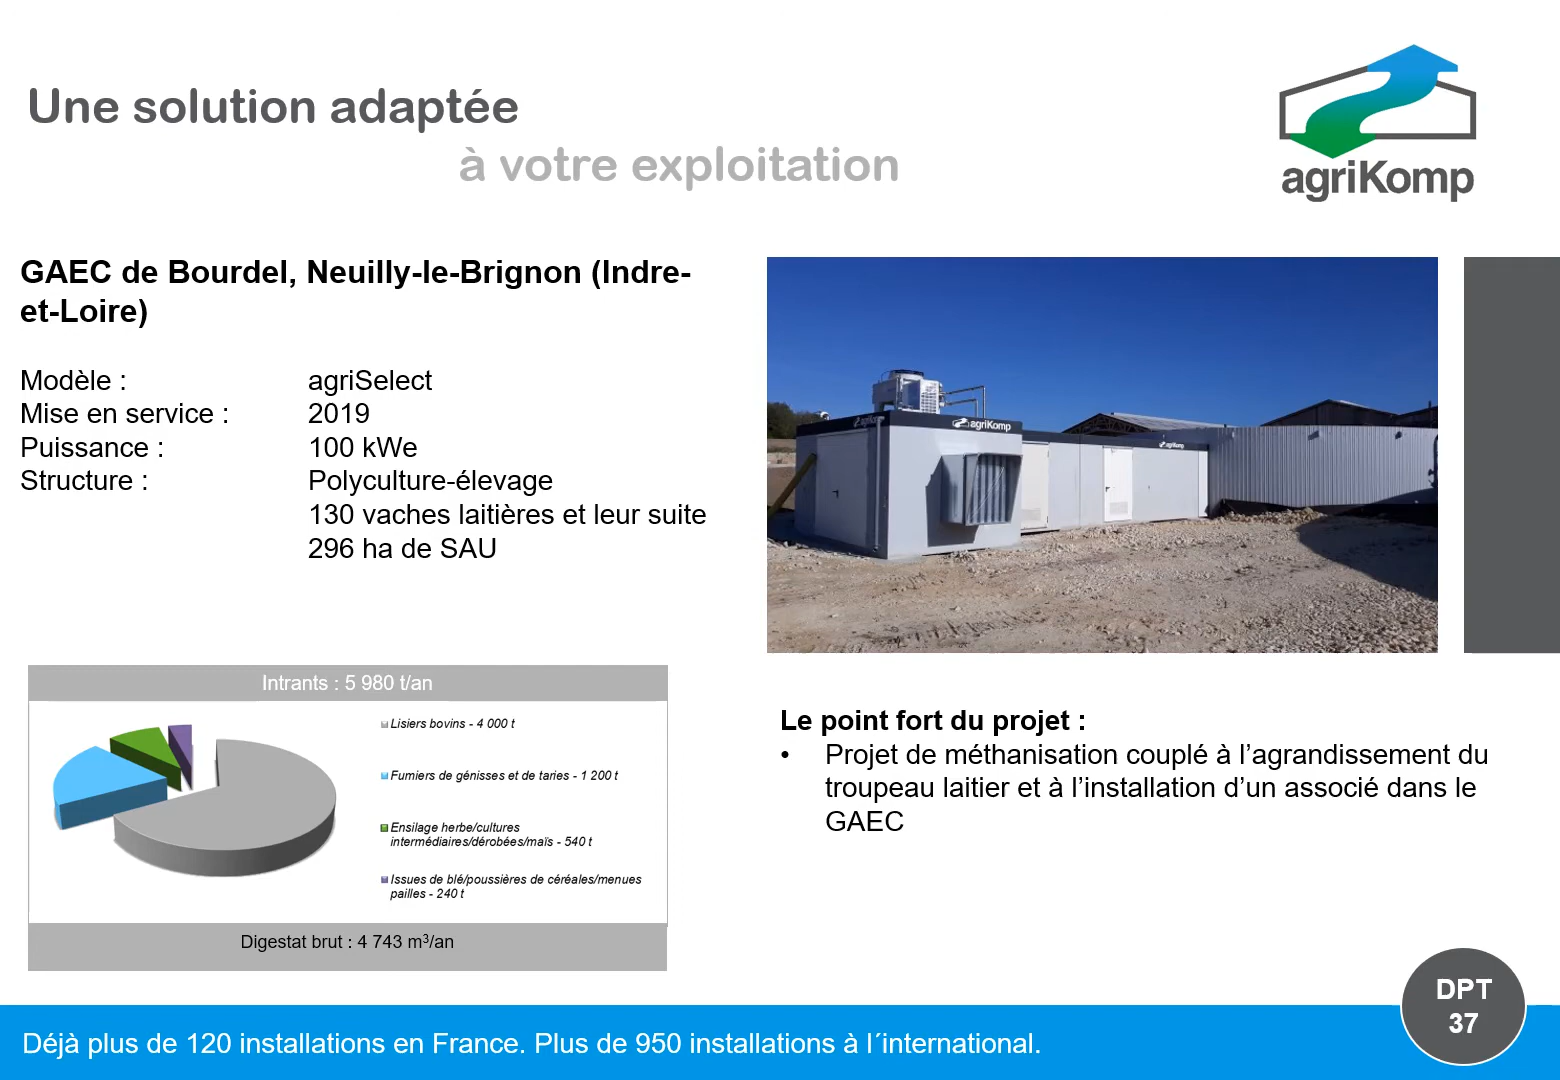 Une solution adaptée
à votre exploitation
agriKomp
GAEC de Bourdel, Neuilly-le-Brignon (Indre-
et-Loire)
Modèle : agriSelect
Mise en service : 2019
Puissance : 100 kWe
Structure : Polyculture-élevage
130 vaches laitières et leur suite
296 ha de SAU
agriKomp
agriKomp
agriKomp
Intrants : 5 980 t/an
Lisiers bovins - 4 000 t
Fumiers de génisses et de taries - 1 200 t
Ensilage herbe/cultures
intermédiaires/dérobées/maïs - 540 t
Issues de blé/poussières de céréales/menues
pailles - 240 t
Digestat brut : 4 743 m³/an
Le point fort du projet :
• Projet de méthanisation couplé à l’agrandissement du
troupeau laitier et à l’installation d’un associé dans le
GAEC
DPT
37
Déjà plus de 120 installations en France. Plus de 950 installations à l´international.